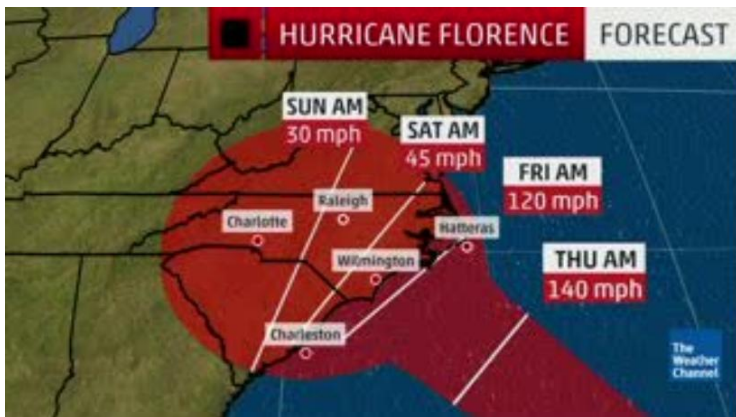 HURRICANE FLORENCE
FORECAST
SUN AM
30 mph
SAT AM
45 mph
FRI AM
120 mph
THU AM
140 mph
Raleigh
Charlotte
Hatteras
Wilmington
Charleston
The
Weather
Channel